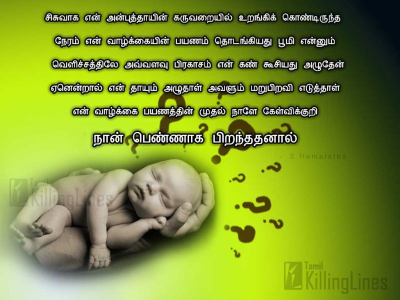 சிசுவாக என் அன்புத்தாயின் கருவறையில் உறங்கிக் கொண்டிருந்த
நேரம் என் வாழ்க்கையின் பயணம் தொடங்கியது பூமி என்னும்
வெளிச்சத்திலே அவ்வளவு பிரகாசம் என் கண் கூசியது அழுதேன்
ஏனென்றால் என் தாயும் அழுதாள் அவளும் மறுபிறவி எடுத்தாள்
என் வாழ்க்கை பயணத்தின் முதல் நாளே கேள்விக்குறி
நான் பெண்ணாக பிறந்ததனால்
S.Hemalatha
Tamil
KillingLines
Tamil
KillingLines